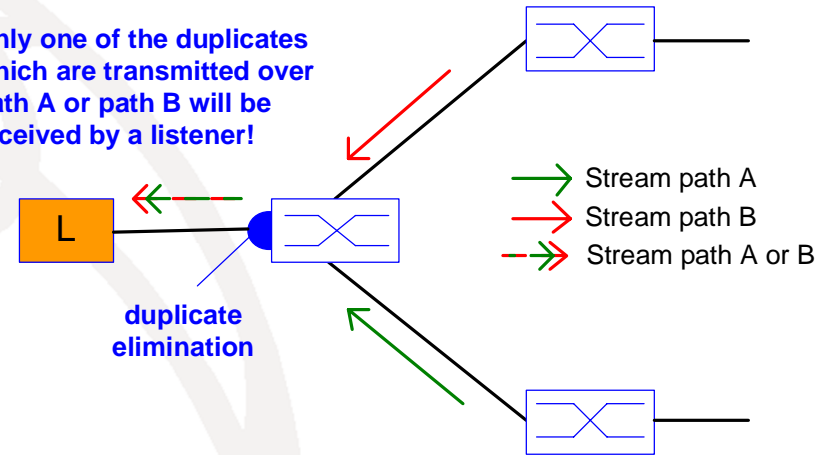 nly one of the duplicates
hich are transmitted over
ath A or path B will be
ceived by a listener!
Stream path A
Stream path B
Stream path A or B
L
duplicate
elimination